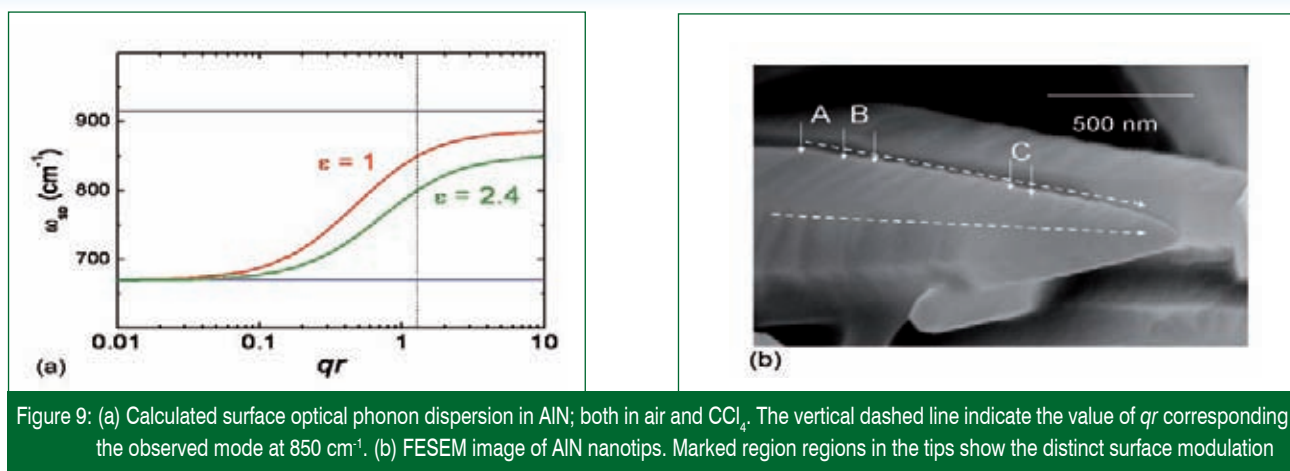 900
800
700
ω_so (cm⁻¹)
ε = 1
ε = 2.4
0.01 0.1 1 10
qr
(a)
A B
C
500 nm
(b)
Figure 9: (a) Calculated surface optical phonon dispersion in AlN; both in air and CCl₄. The vertical dashed line indicate the value of qr corresponding
the observed mode at 850 cm⁻¹. (b) FESEM image of AlN nanotips. Marked region regions in the tips show the distinct surface modulation